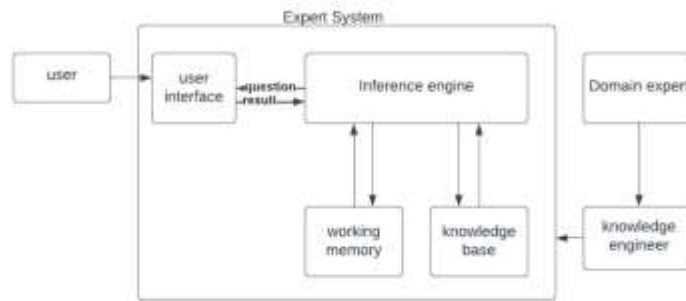 Expert System
user
user
interface
question
result
Inference engine
Domain expert
working
memory
knowledge
base
knowledge
engineer